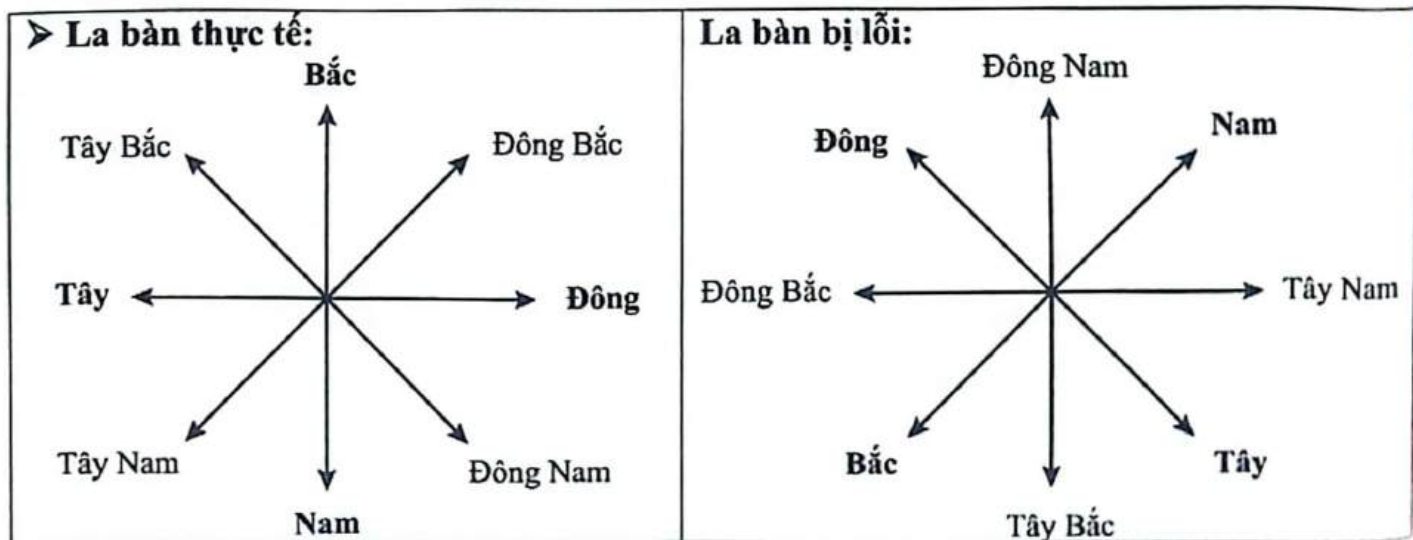 ➤ La bàn thực tế:
Bắc
Tây Bắc
Đông Bắc
Tây
Đông
Tây Nam
Đông Nam
Nam
La bàn bị lỗi:
Đông Nam
Đông
Nam
Đông Bắc
Tây Nam
Bắc
Tây
Tây Bắc